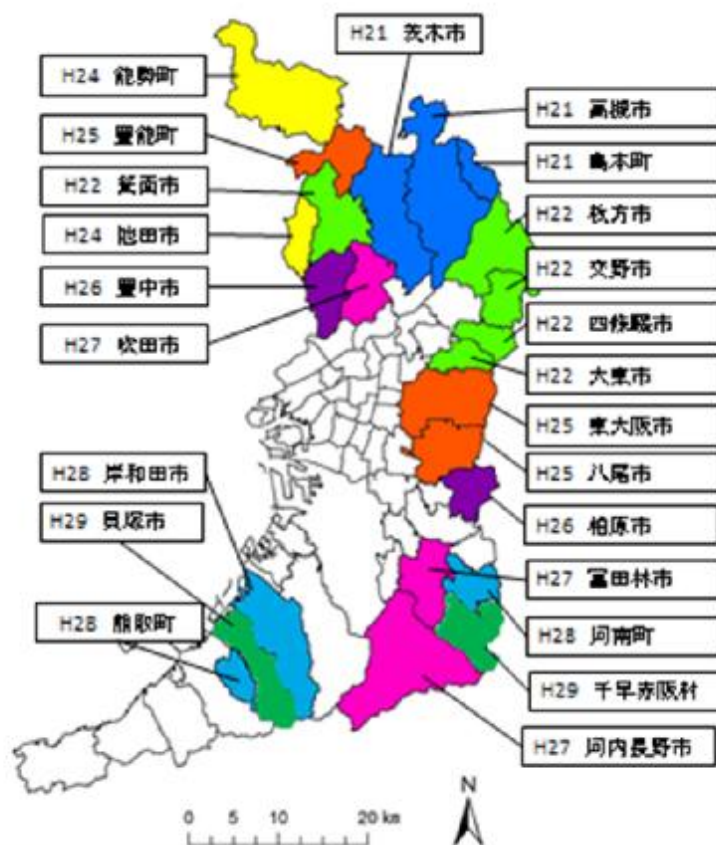 H21 茨木市
H24 能勢町
H21 高槻市
H25 豊能町
H21 島本町
H22 箕面市
H22 枚方市
H24 池田市
H22 交野市
H26 豊中市
H22 四條畷市
H27 吹田市
H22 大東市
H25 東大阪市
H28 岸和田市
H25 八尾市
H29 貝塚市
H26 柏原市
H27 富田林市
H28 熊取町
H28 河南町
H29 千早赤阪村
H27 河内長野市
N
0 5 10 20 km